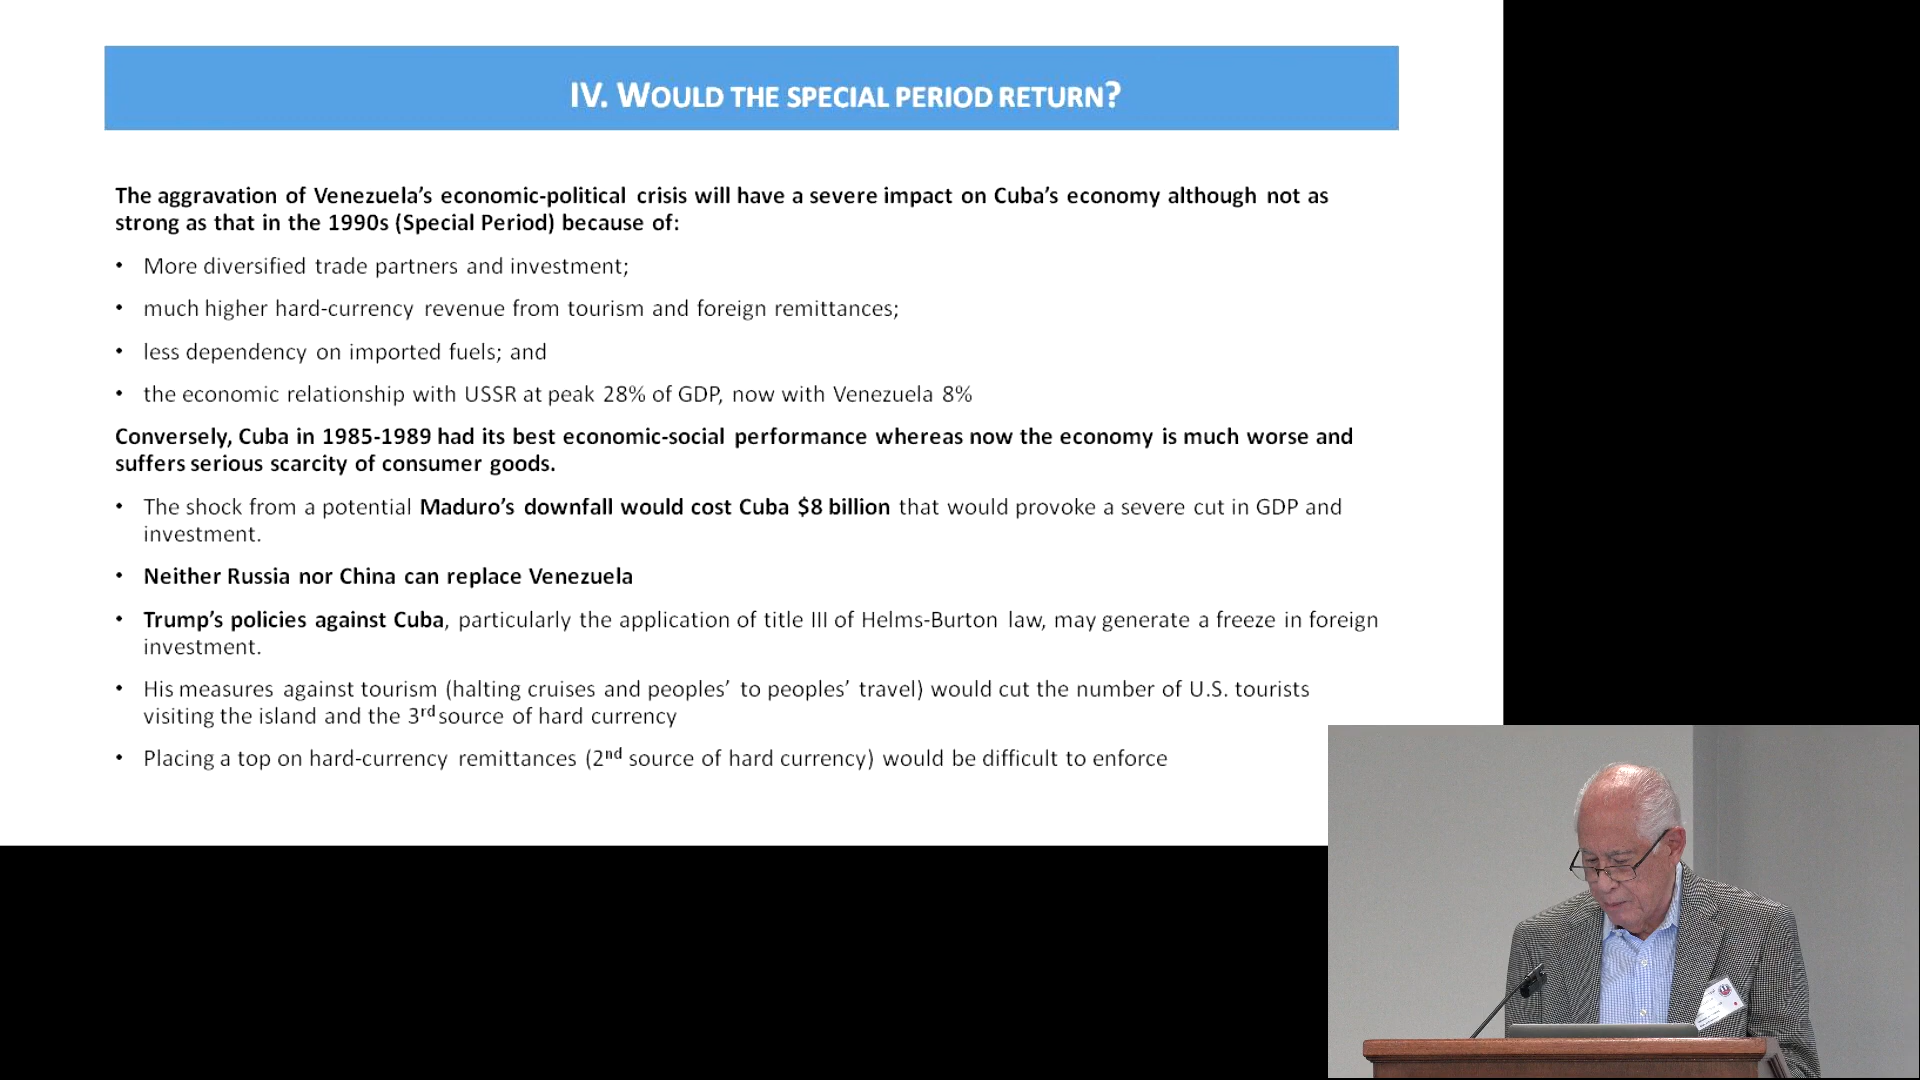 IV. WOULD THE SPECIAL PERIOD RETURN?
The aggravation of Venezuela’s economic-political crisis will have a severe impact on Cuba’s economy although not as
strong as that in the 1990s (Special Period) because of:
• More diversified trade partners and investment;
• much higher hard-currency revenue from tourism and foreign remittances;
• less dependency on imported fuels; and
• the economic relationship with USSR at peak 28% of GDP, now with Venezuela 8%
Conversely, Cuba in 1985-1989 had its best economic-social performance whereas now the economy is much worse and
suffers serious scarcity of consumer goods.
• The shock from a potential Maduro’s downfall would cost Cuba $8 billion that would provoke a severe cut in GDP and
investment.
• Neither Russia nor China can replace Venezuela
• Trump’s policies against Cuba, particularly the application of title III of Helms-Burton law, may generate a freeze in foreign
investment.
• His measures against tourism (halting cruises and peoples’ to peoples’ travel) would cut the number of U.S. tourists
visiting the island and the 3rd source of hard currency
• Placing a top on hard-currency remittances (2nd source of hard currency) would be difficult to enforce